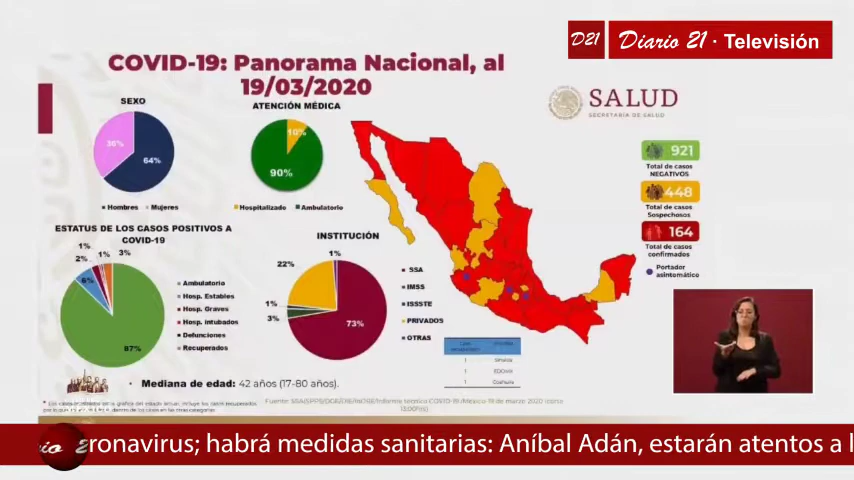 D21
Diario 21 · Televisión
COVID-19: Panorama Nacional, al
19/03/2020
SALUD
SECRETARÍA DE SALUD
SEXO
36%
64%
Hombres
Mujeres
ATENCIÓN MÉDICA
10%
90%
Hospitalizado
Ambulatorio
921
Total de casos
NEGATIVOS
448
Total de casos
Sospechosos
164
Total de casos
confirmados
Portador
asintomático
ESTATUS DE LOS CASOS POSITIVOS A
COVID-19
1%
2%
1%
3%
6%
87%
Ambulatorio
Hosp. Estables
Hosp. Graves
Hosp. intubados
Defunciones
Recuperados
INSTITUCIÓN
1%
22%
1%
3%
73%
SSA
IMSS
ISSSTE
PRIVADOS
OTRAS
1 Sinaloa
1
1 Coahuila
• Mediana de edad: 42 años (17-80 años).
ronavirus; habrá medidas sanitarias: Aníbal Adán, estarán atentos a l